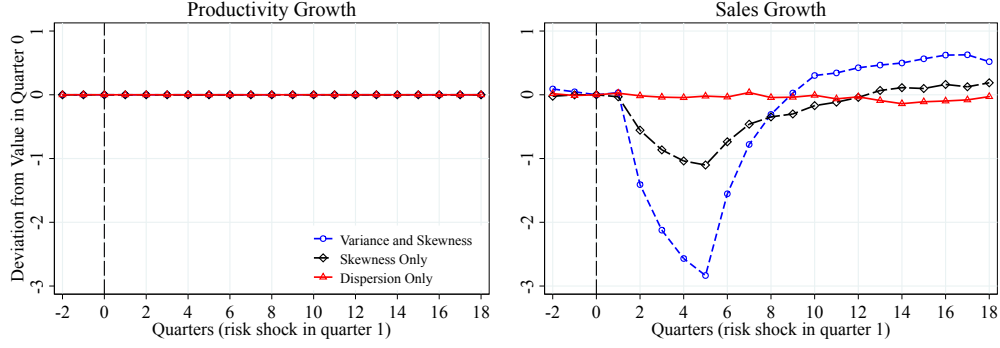 Productivity Growth
Deviation from Value in Quarter 0
1
0
-1
-2
-3
Variance and Skewness
Skewness Only
Dispersion Only
-2 0 2 4 6 8 10 12 14 16 18
Quarters (risk shock in quarter 1)
Sales Growth
1
0
-1
-2
-3
-2 0 2 4 6 8 10 12 14 16 18
Quarters (risk shock in quarter 1)